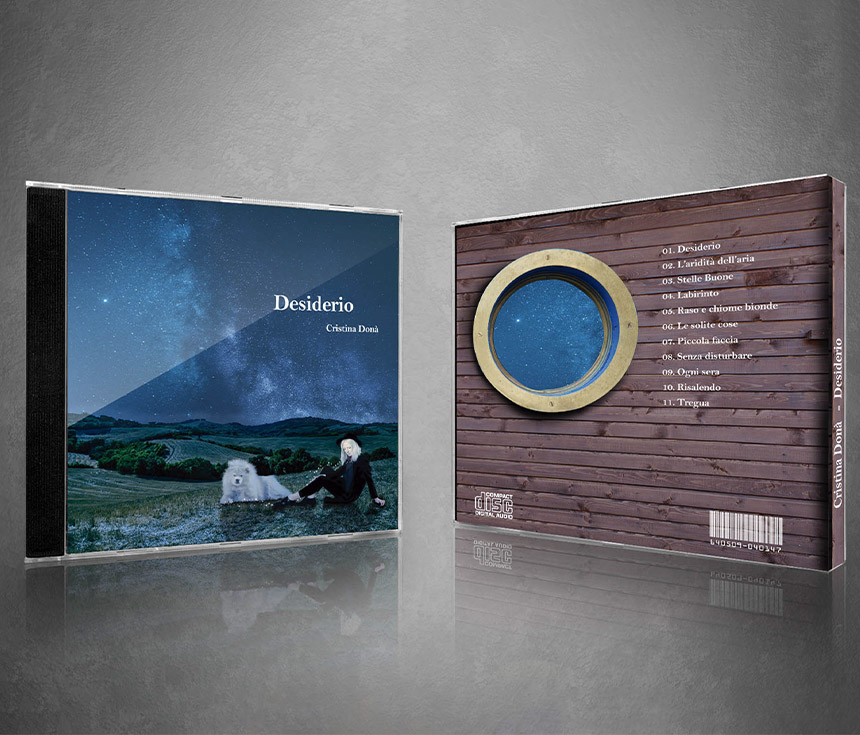 Desiderio
Cristina Donà
01. Desiderio
02. L'aridità dell'aria
03. Stelle Buone
04. Labirinto
05. Raso e chiome bionde
06. Le solite cose
07. Piccola faccia
08. Senza disturbare
09. Ogni sera
10. Risalendo
11. Tregua
COMPACT
disc
DIGITAL AUDIO
640509-040147
Cristina Donà - Desiderio